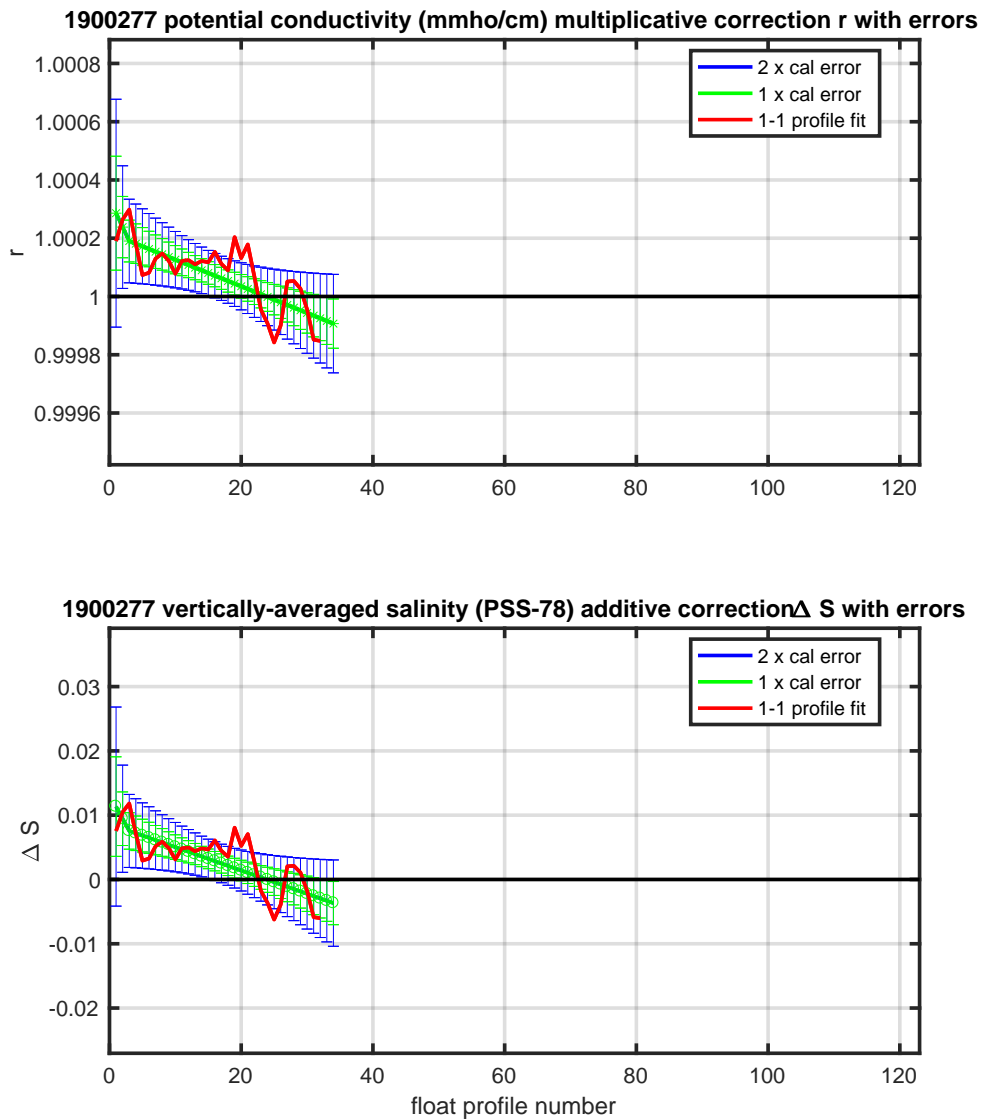 1900277 potential conductivity (mmho/cm) multiplicative correction r with errors
1.0008
1.0006
1.0004
1.0002
1
0.9998
0.9996
r
2 x cal error
1 x cal error
1-1 profile fit
0 20 40 60 80 100 120
1900277 vertically-averaged salinity (PSS-78) additive correctionΔ S with errors
0.03
0.02
0.01
0
-0.01
-0.02
Δ S
2 x cal error
1 x cal error
1-1 profile fit
0 20 40 60 80 100 120
float profile number